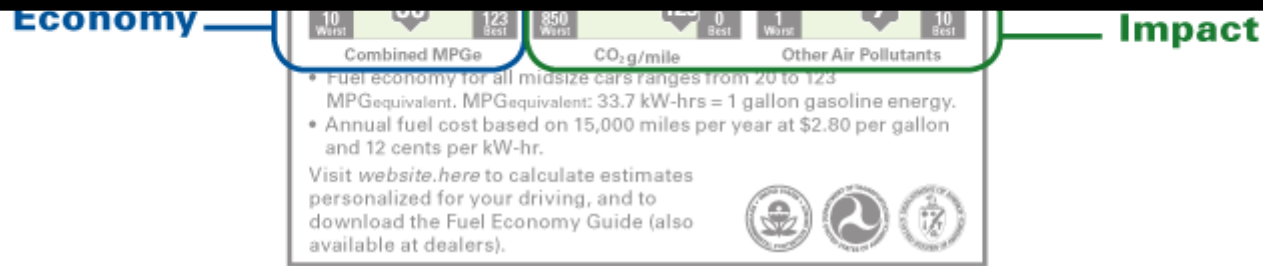 Economy
Impact
10
Worst
123
Best
850
Worst
0
Best
1
Worst
10
Best
Combined MPGe
CO₂ g/mile
Other Air Pollutants
• Fuel economy for all midsize cars ranges from 20 to 123
MPGequivalent. MPGequivalent: 33.7 kW-hrs = 1 gallon gasoline energy.
• Annual fuel cost based on 15,000 miles per year at $2.80 per gallon
and 12 cents per kW-hr.
Visit website.here to calculate estimates
personalized for your driving, and to
download the Fuel Economy Guide (also
available at dealers).